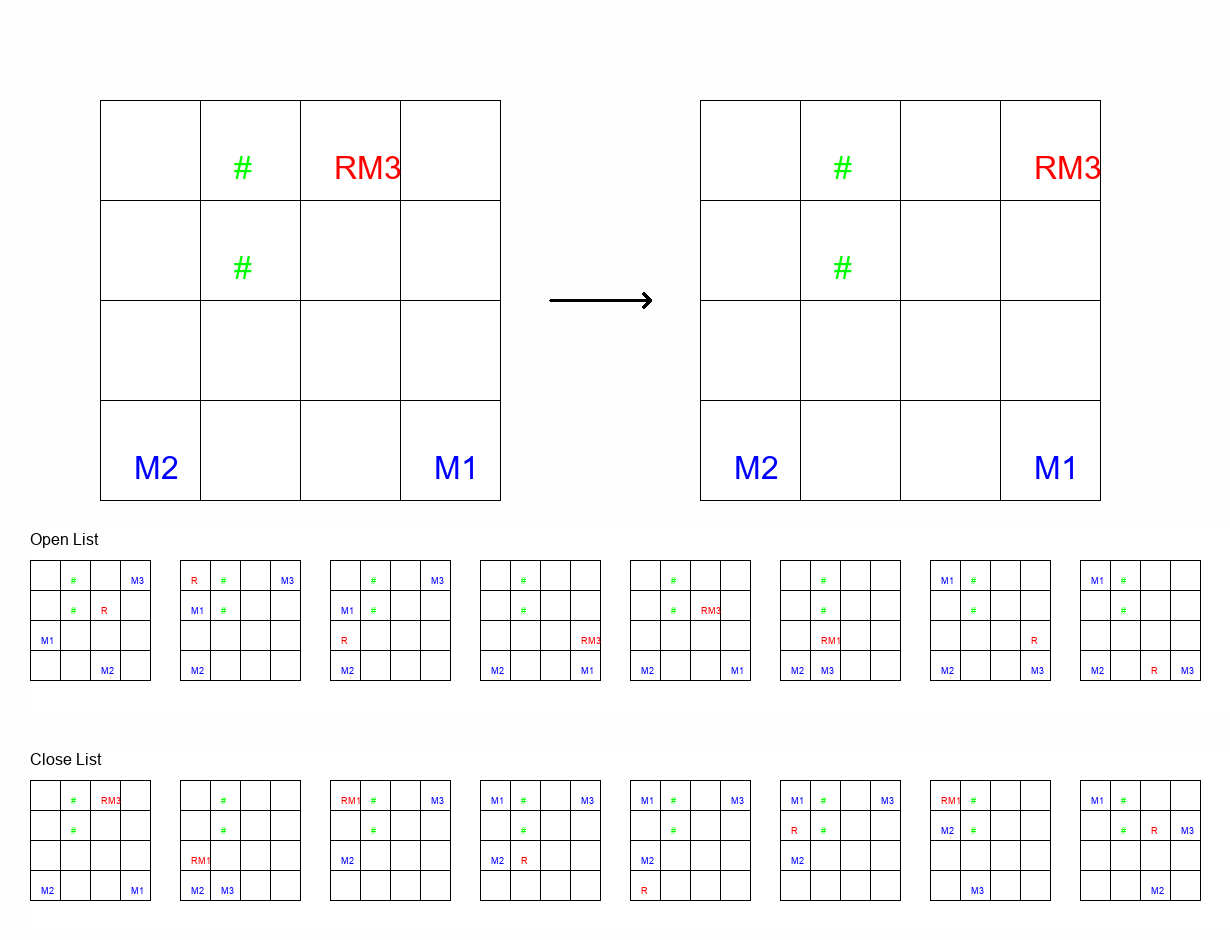 # RM3 # RM3
# #
M2 M1 M2 M1
Open List
# M3 R # M3 # M3 # # # M1 # M1 #
# R M1 # M1 # # # RM3 # # #
M1 R RM3 RM1 R
M2 M2 M2 M2 M1 M2 M1 M2 M3 M2 M3 M2 R M3
Close List
# RM3 # RM1 # M3 M1 # M3 M1 # M3 M1 # M3 RM1 # M1 #
# # # # # R # M2 # # R M3
RM1 M2 M2 R M2 M2
M2 M1 M2 M3 R M3 M2